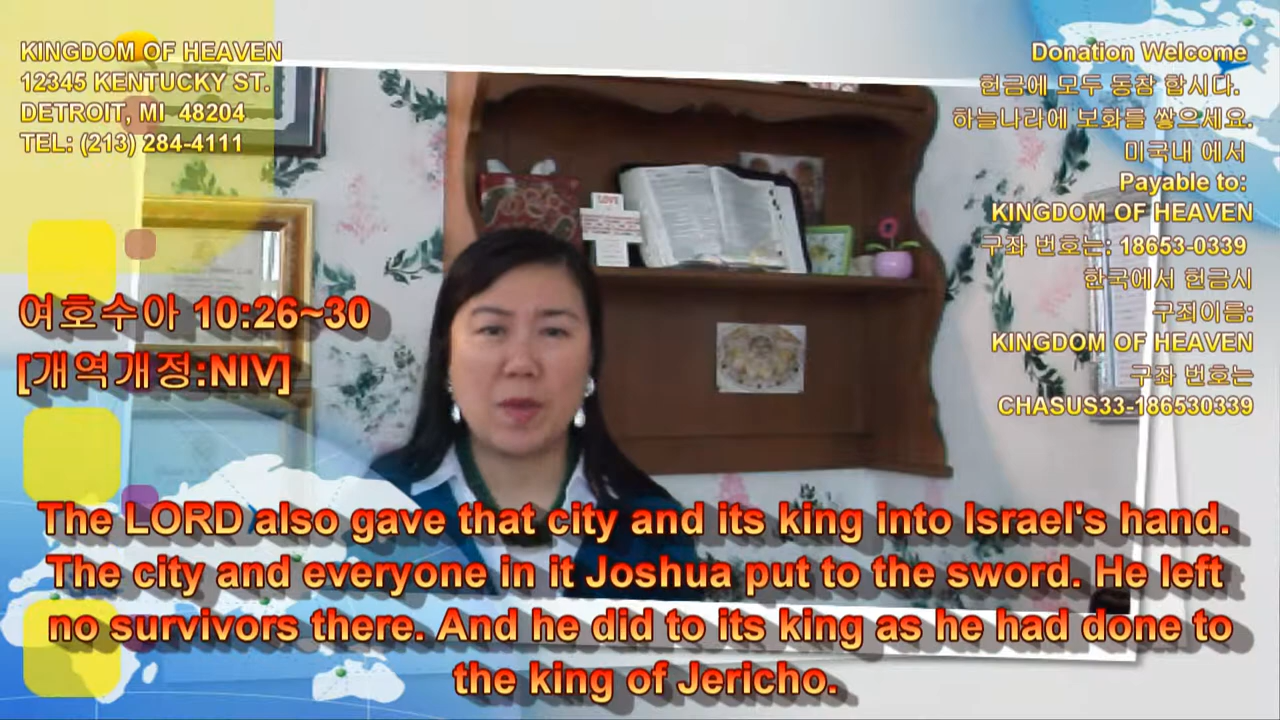 KINGDOM OF HEAVEN
12345 KENTUCKY ST.
DETROIT, MI 48204
TEL: (213) 284-4111
Donation Welcome
헌금에 모두 동참 합시다.
하늘나라에 보화를 쌓으세요.
미국내 에서
Payable to:
KINGDOM OF HEAVEN
구좌 번호는: 18653-0339
한국에서 헌금시
구죄이름:
KINGDOM OF HEAVEN
구좌 번호는
CHASUS33-186530339
LOVE
여호수아 10:26~30
[개역개정:NIV]
The LORD also gave that city and its king into Israel's hand.
The city and everyone in it Joshua put to the sword. He left
no survivors there. And he did to its king as he had done to
the king of Jericho.